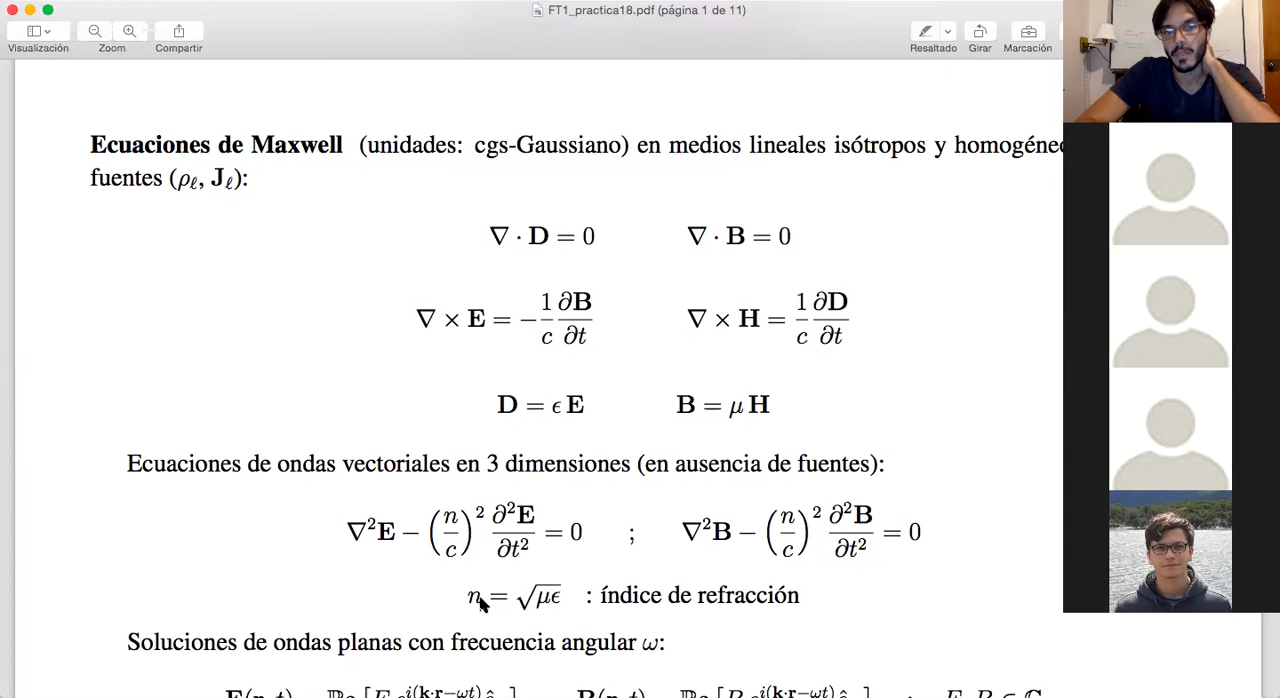 FT1_practica18.pdf (página 1 de 11)
Visualización Zoom Compartir Resaltado Girar Marcación
Ecuaciones de Maxwell (unidades: cgs-Gaussiano) en medios lineales isótropos y
fuentes (ρℓ, Jℓ):
∇ · D = 0 ∇ · B = 0
∇ × E = − 1/c ∂B/∂t ∇ × H = 1/c ∂D/∂t
D = ϵ E B = μ H
Ecuaciones de ondas vectoriales en 3 dimensiones (en ausencia de fuentes):
∇²E − (n/c)² ∂²E/∂t² = 0 ; ∇²B − (n/c)² ∂²B/∂t² = 0
n = √μϵ : índice de refracción
Soluciones de ondas planas con frecuencia angular ω: